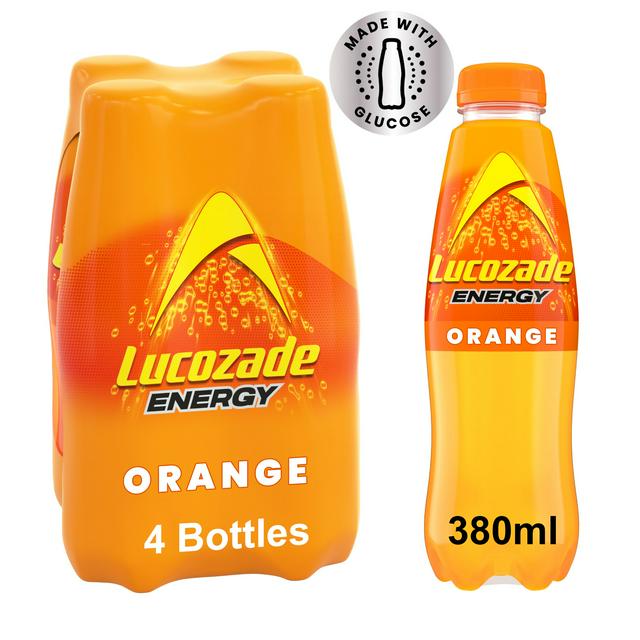 MADE WITH
GLUCOSE
Lucozade
ENERGY
ORANGE
4 Bottles
Lucozade
ENERGY
ORANGE
380ml